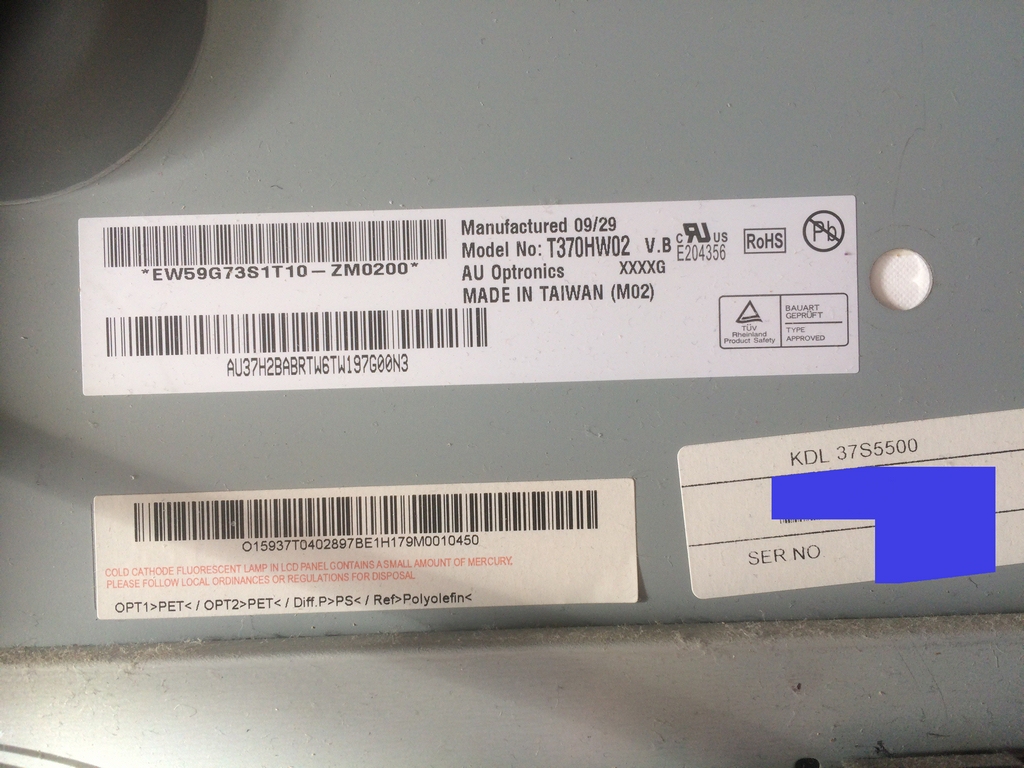 *EW59G73S1T10-ZM0200*
AU37H2BABRTW6TW197G00N3
Manufactured 09/29
Model No: T370HW02 V.B
AU Optronics XXXXG
MADE IN TAIWAN (M02)
c RU US
E204356
RoHS
Pb
TÜV
Rheinland
Product Safety
BAUART
GEPRÜFT
TYPE
APPROVED
KDL 37S5500
SER NO
O15937T0402897BE1H179M0010450
COLD CATHODE FLUORESCENT LAMP IN LCD PANEL CONTAINS A SMALL AMOUNT OF MERCURY,
PLEASE FOLLOW LOCAL ORDINANCES OR REGULATIONS FOR DISPOSAL
OPT1>PET< / OPT2>PET< / Diff.P>PS< / Ref>Polyolefin<